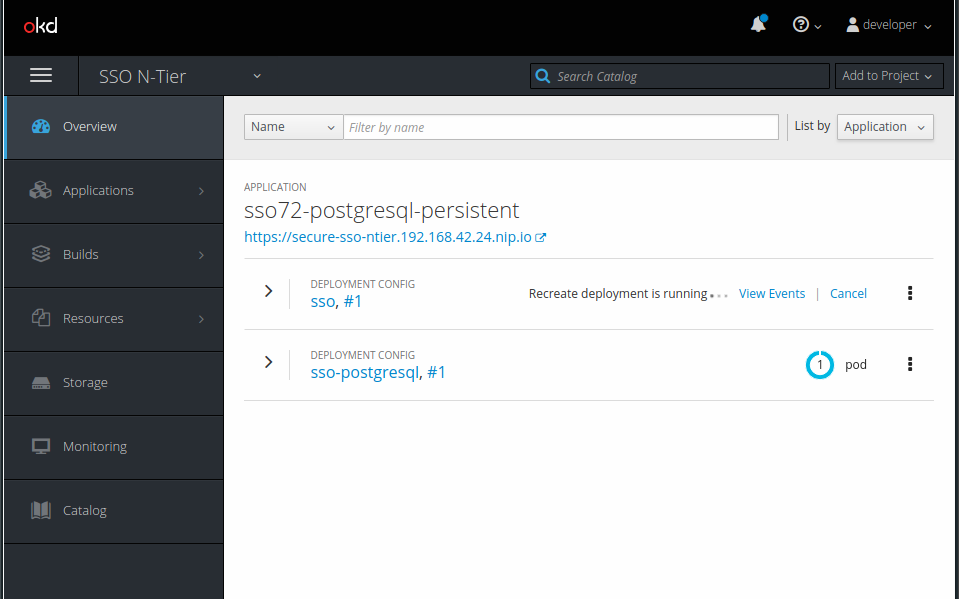 okd
developer
SSO N-Tier
Search Catalog
Add to Project
Overview
Applications
Builds
Resources
Storage
Monitoring
Catalog
Name
Filter by name
List by
Application
APPLICATION
sso72-postgresql-persistent
https://secure-sso-ntier.192.168.42.24.nip.io
DEPLOYMENT CONFIG
sso, #1
Recreate deployment is running
View Events | Cancel
DEPLOYMENT CONFIG
sso-postgresql, #1
1 pod